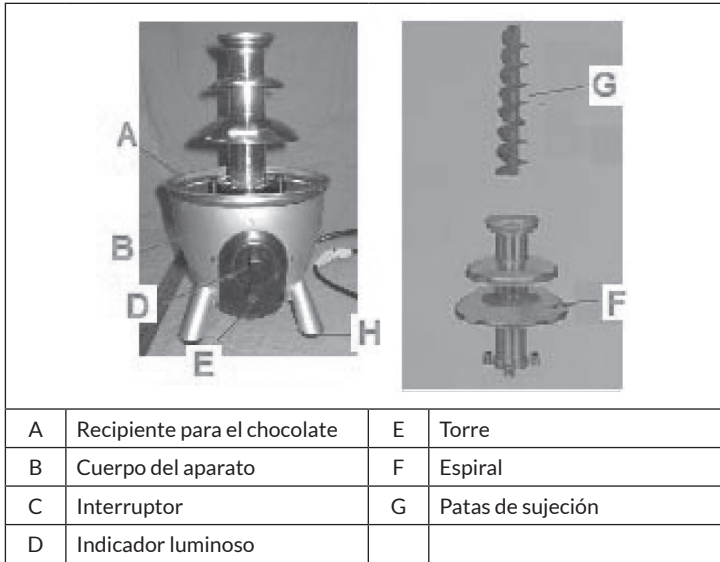 A
B
D
E
H
G
F
A Recipiente para el chocolate E Torre
B Cuerpo del aparato F Espiral
C Interruptor G Patas de sujeción
D Indicador luminoso